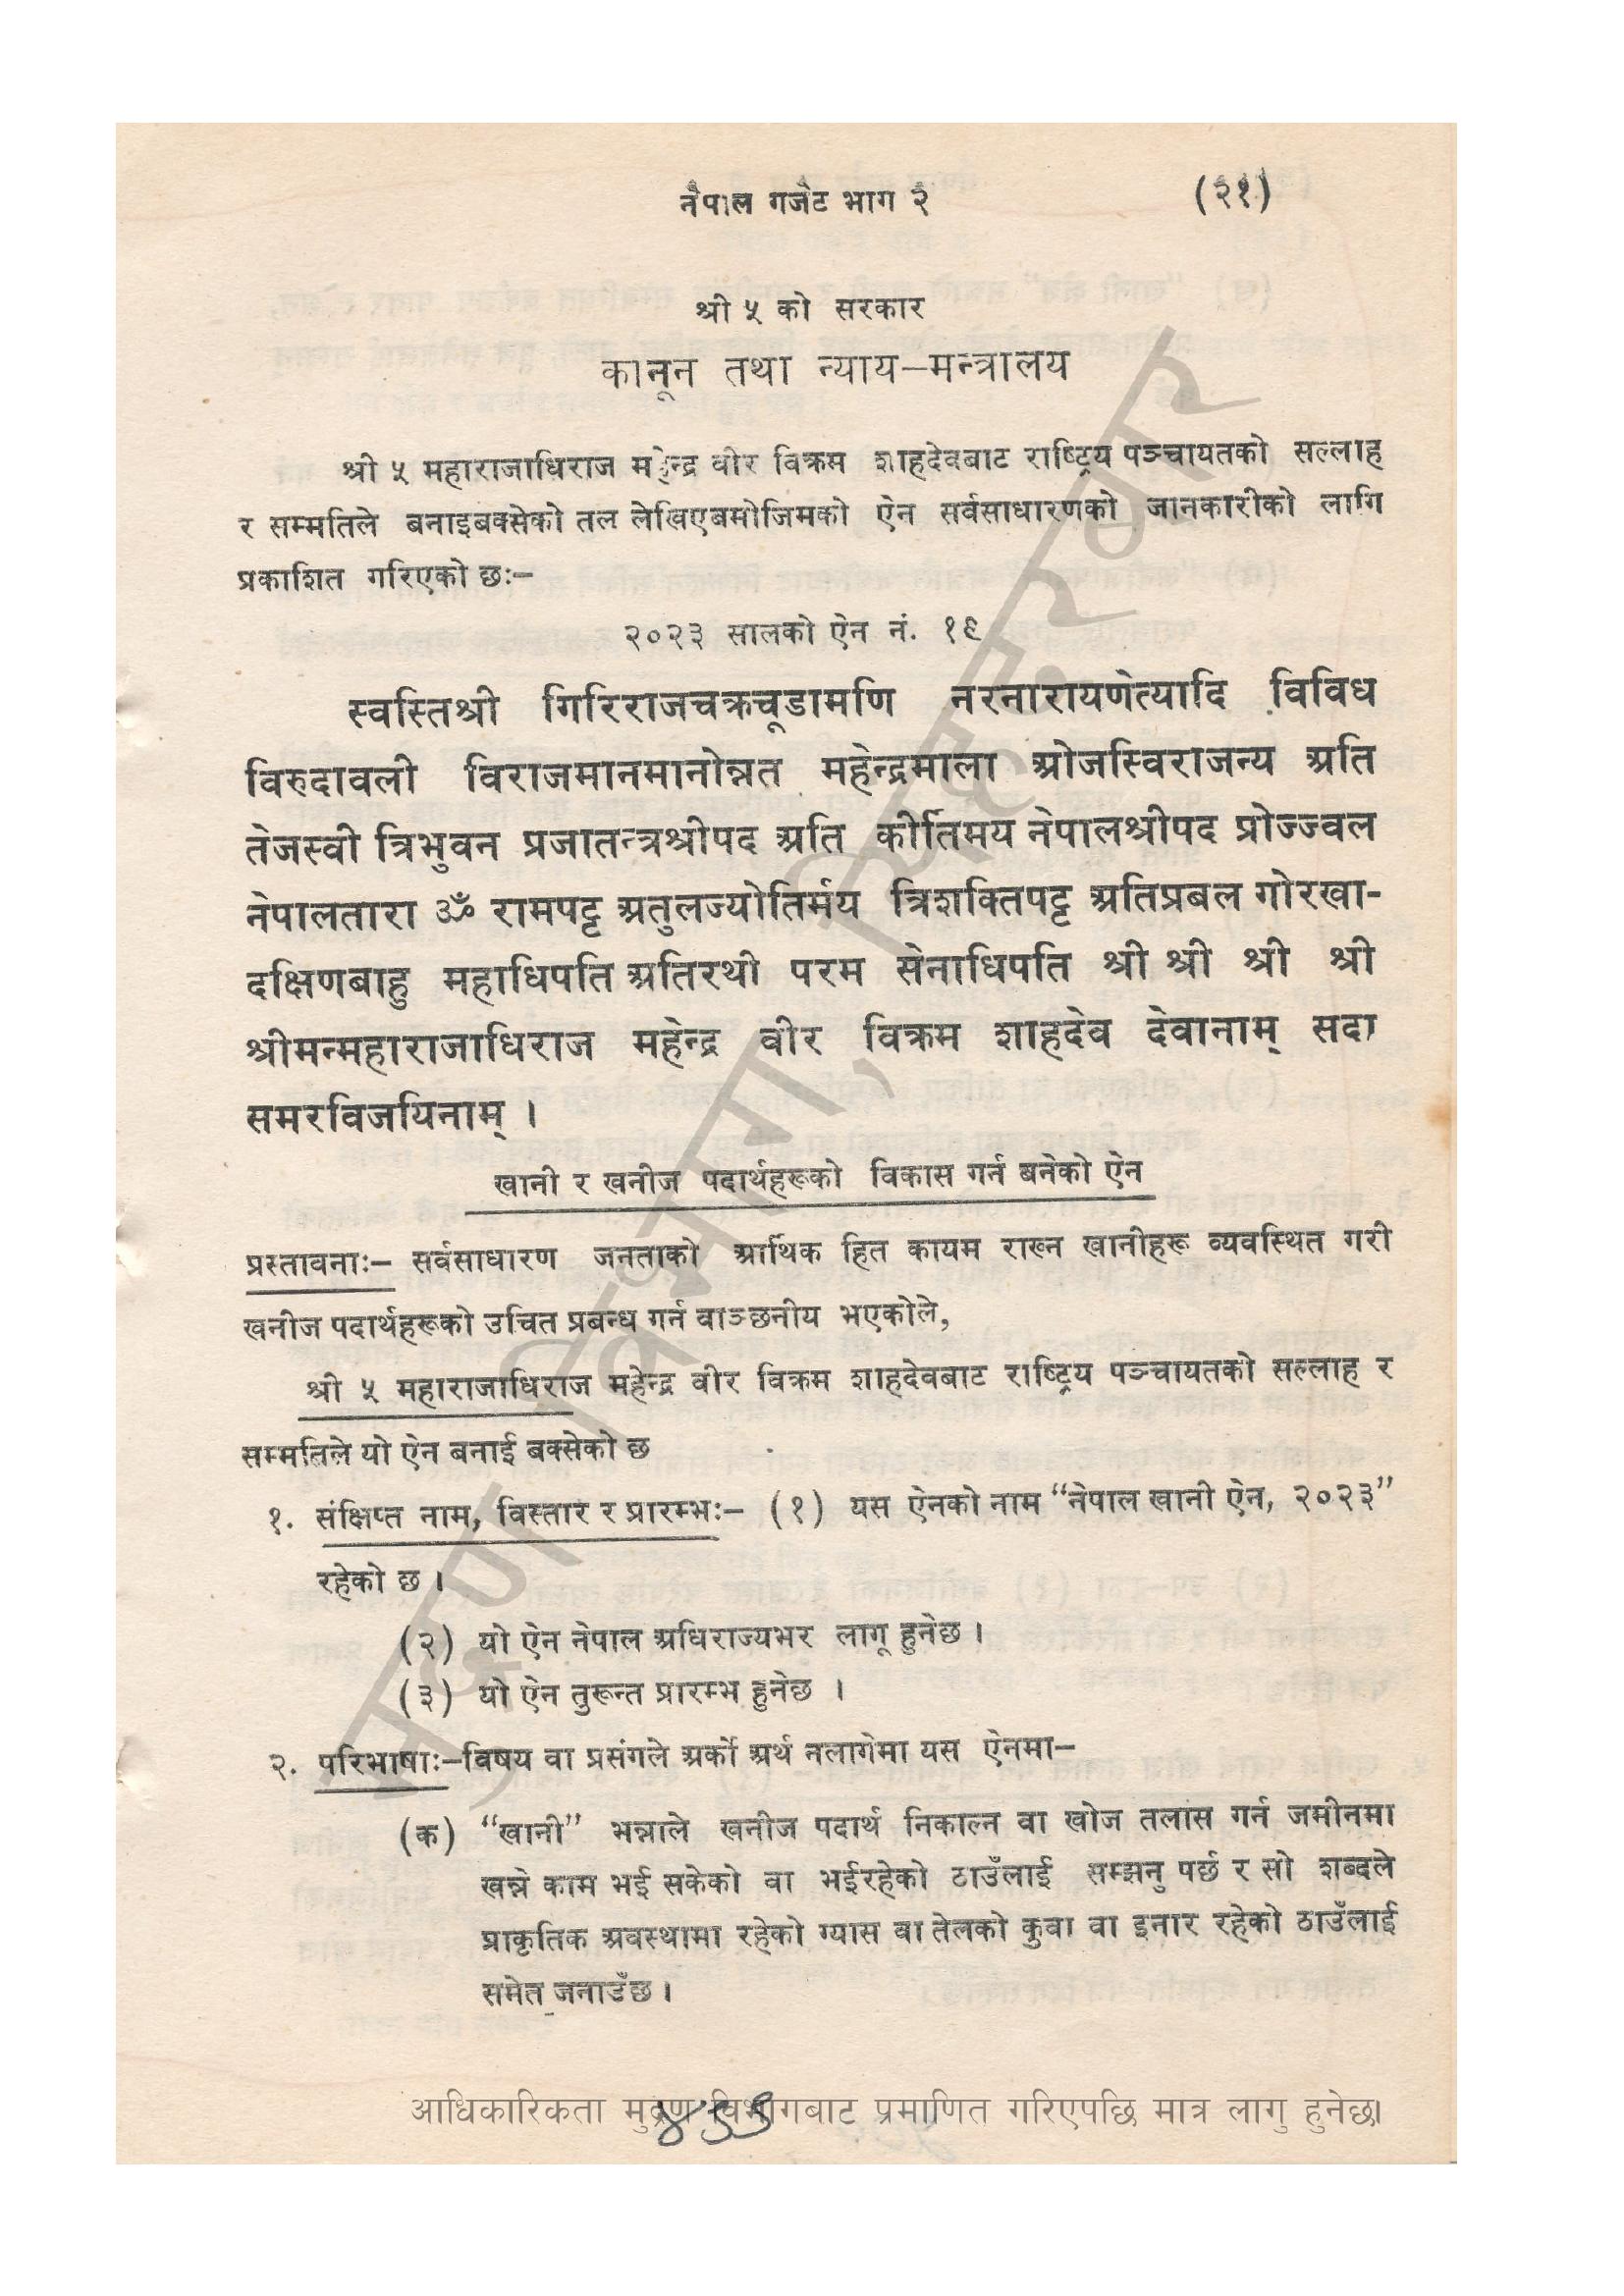 नेपाल गजेट भाग २ (२१)
श्री ५ को सरकार
कानून तथा न्याय–मन्त्रालय
श्री ५ महाराजाधिराज महेन्द्र वीर विक्रम शाहदेवबाट राष्ट्रिय पञ्चायतको सल्लाह
र सम्मतिले बनाइबक्सेको तल लेखिएबमोजिमको ऐन सर्वसाधारणको जानकारीको लागि
प्रकाशित गरिएको छः–
२०२३ सालको ऐन नं. १९
स्वस्तिश्री गिरिराजचक्रचूडामणि नरनारायणेत्यादि विविध
विरुदावली विराजमानमानोन्नत महेन्द्रमाला ओजस्विराजन्य अति
तेजस्वी त्रिभुवन प्रजातन्त्रश्रीपद अति कीर्तिमय नेपालश्रीपद प्रोज्ज्वल
नेपालतारा ॐ रामपट्ट अतुलज्योतिर्मय त्रिशक्तिपट्ट अतिप्रबल गोरखा-
दक्षिणबाहु महाधिपति अतिरथी परम सेनाधिपति श्री श्री श्री श्री
श्रीमन्महाराजाधिराज महेन्द्र वीर विक्रम शाहदेव देवानाम् सदा
समरविजयिनाम् ।
खानी र खनीज पदार्थहरूको विकास गर्न बनेको ऐन
प्रस्तावनाः– सर्वसाधारण जनताको आर्थिक हित कायम राख्न खानीहरू व्यवस्थित गरी
खनीज पदार्थहरूको उचित प्रबन्ध गर्न वाञ्छनीय भएकोले,
श्री ५ महाराजाधिराज महेन्द्र वीर विक्रम शाहदेवबाट राष्ट्रिय पञ्चायतको सल्लाह र
सम्मतिले यो ऐन बनाई बक्सेको छ
१. संक्षिप्त नाम, विस्तार र प्रारम्भः– (१) यस ऐनको नाम “नेपाल खानी ऐन, २०२३”
रहेको छ ।
(२) यो ऐन नेपाल अधिराज्यभर लागू हुनेछ ।
(३) यो ऐन तुरून्त प्रारम्भ हुनेछ ।
२. परिभाषाः–विषय वा प्रसंगले अर्को अर्थ नलागेमा यस ऐनमा–
(क) “खानी” भन्नाले खनीज पदार्थ निकाल्न वा खोज तलास गर्न जमीनमा
खन्ने काम भई सकेको वा भईरहेको ठाउँलाई सम्झनु पर्छ र सो शब्दले
प्राकृतिक अवस्थामा रहेको ग्यास वा तेलको कुवा वा इनार रहेको ठाउँलाई
समेत जनाउँछ ।
आधिकारिकता मुद्रण विभागबाट प्रमाणित गरिएपछि मात्र लागु हुनेछ।
मुद्रण विभाग, सिंहदरबार